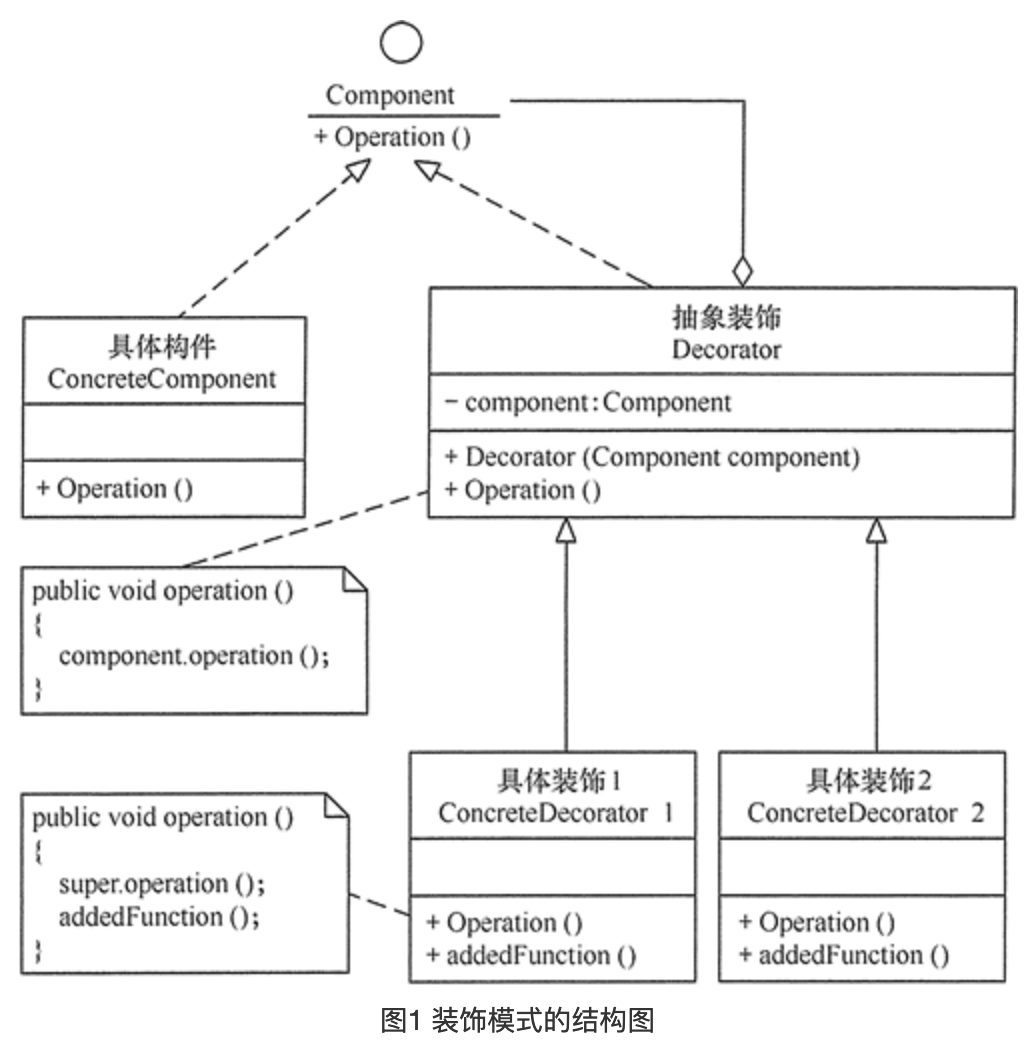 Component
+ Operation ()
具体构件
ConcreteComponent
+ Operation ()
抽象装饰
Decorator
- component:Component
+ Decorator (Component component)
+ Operation ()
public void operation ()
{
component.operation ();
}
具体装饰1
ConcreteDecorator 1
+ Operation ()
+ addedFunction ()
具体装饰2
ConcreteDecorator 2
+ Operation ()
+ addedFunction ()
public void operation ()
{
super.operation ();
addedFunction ();
}
图1 装饰模式的结构图